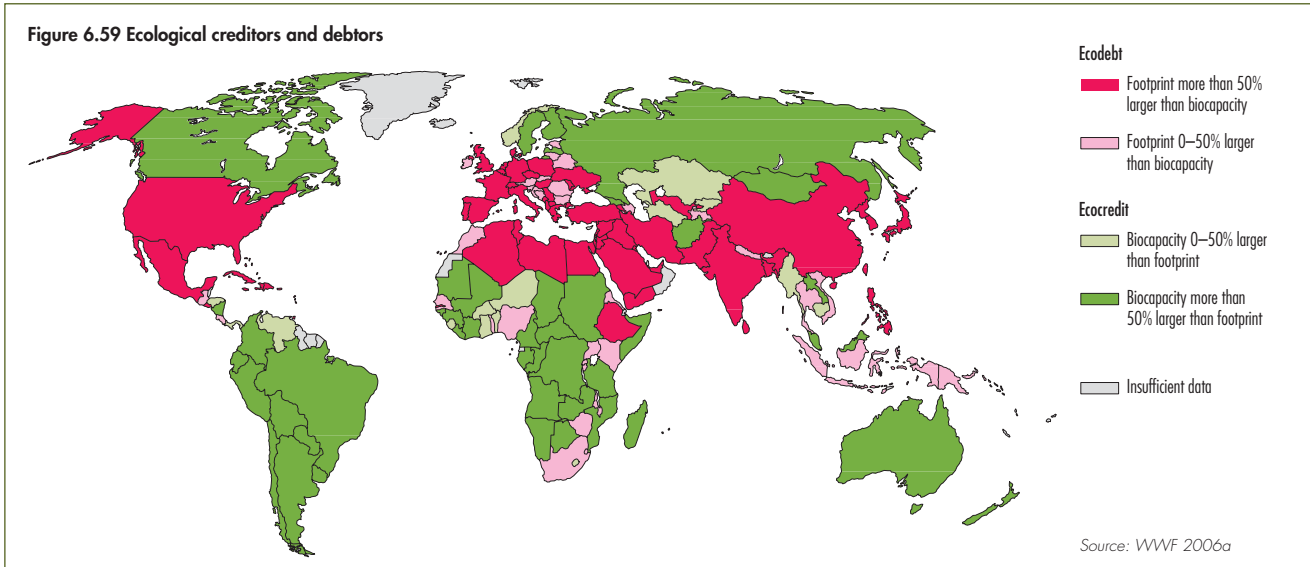 Figure 6.59 Ecological creditors and debtors
Ecodebt
Footprint more than 50%
larger than biocapacity
Footprint 0–50% larger
than biocapacity
Ecocredit
Biocapacity 0–50% larger
than footprint
Biocapacity more than
50% larger than footprint
Insufficient data
Source: WWF 2006a